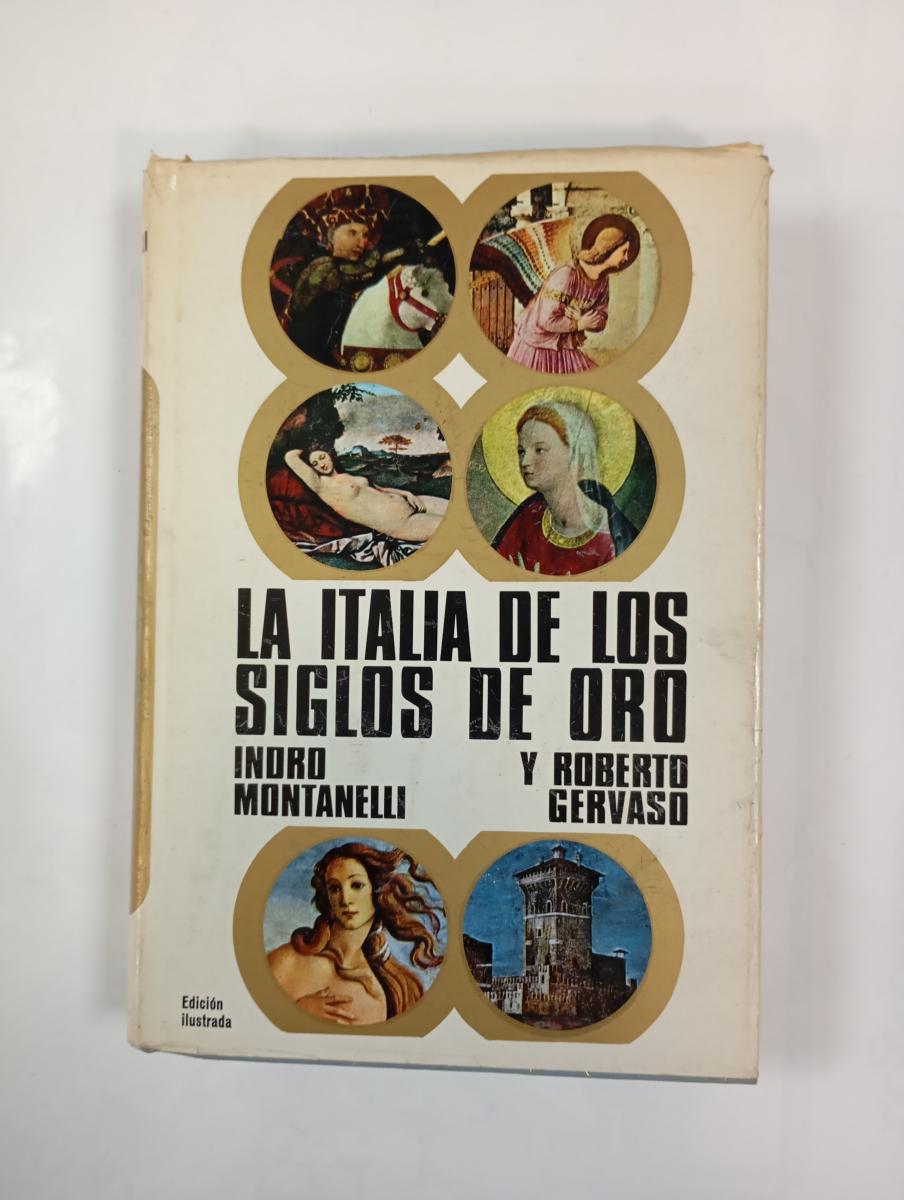 LA ITALIA DE LOS
SIGLOS DE ORO
INDRO
MONTANELLI
Y ROBERTO
GERVASO
Edición
ilustrada